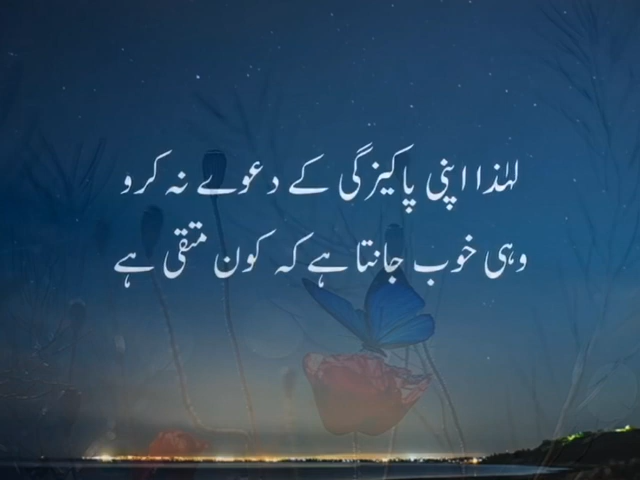 لہٰذا اپنی پاکیزگی کے دعوے نہ کرو
وہی خوب جانتا ہے کہ کون متقی ہے